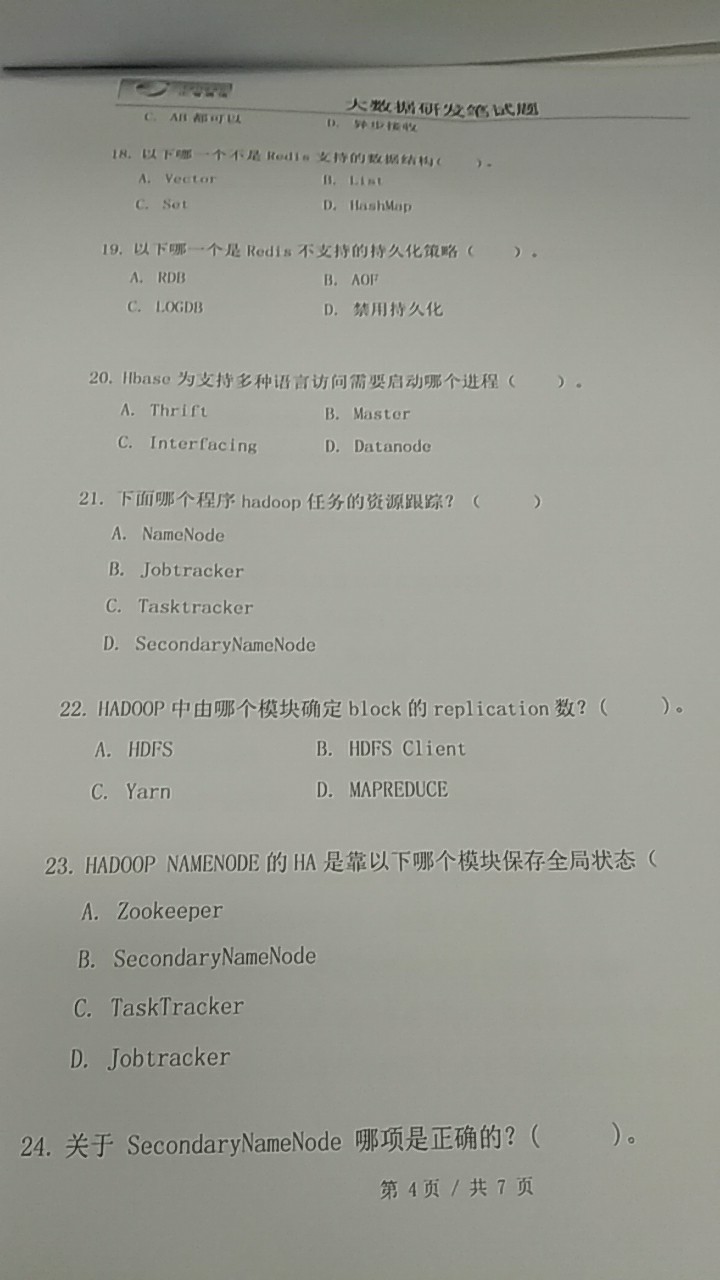 大数据研发笔试题
C. AB 都可以 D. 异步接收
18. 以下哪一个不是 Redis 支持的数据结构( )。
A. Vector B. List
C. Set D. HashMap
19. 以下哪一个是 Redis 不支持的持久化策略( )。
A. RDB B. AOF
C. LOGDB D. 禁用持久化
20. Hbase 为支持多种语言访问需要启动哪个进程( )。
A. Thrift B. Master
C. Interfacing D. Datanode
21. 下面哪个程序 hadoop 任务的资源跟踪?( )
A. NameNode
B. Jobtracker
C. Tasktracker
D. SecondaryNameNode
22. HADOOP 中由哪个模块确定 block 的 replication 数?( )。
A. HDFS B. HDFS Client
C. Yarn D. MAPREDUCE
23. HADOOP NAMENODE 的 HA 是靠以下哪个模块保存全局状态(
A. Zookeeper
B. SecondaryNameNode
C. TaskTracker
D. Jobtracker
24. 关于 SecondaryNameNode 哪项是正确的?( )。
第 4 页 / 共 7 页